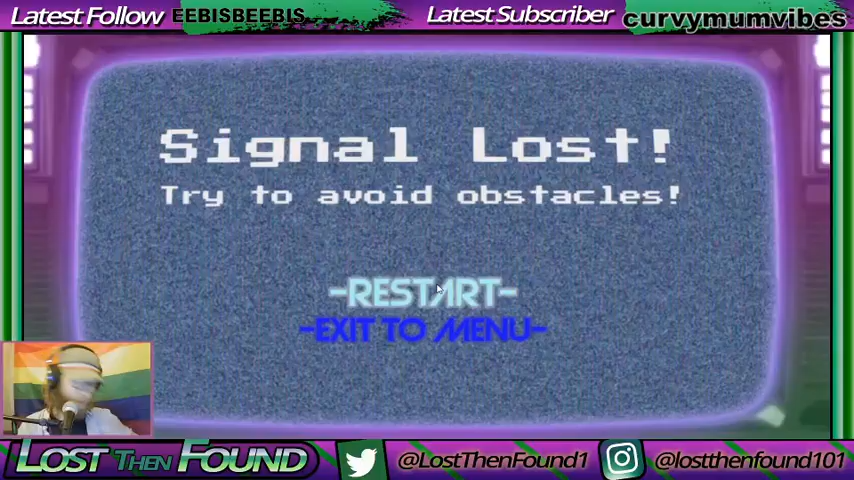 Latest Follow EEBISBEEBIS Latest Subscriber curvymumvibes
Signal Lost!
Try to avoid obstacles!
-RESTART-
-EXIT TO MENU-
LOST THEN FOUND @LostThenFound1 @lostthenfound101